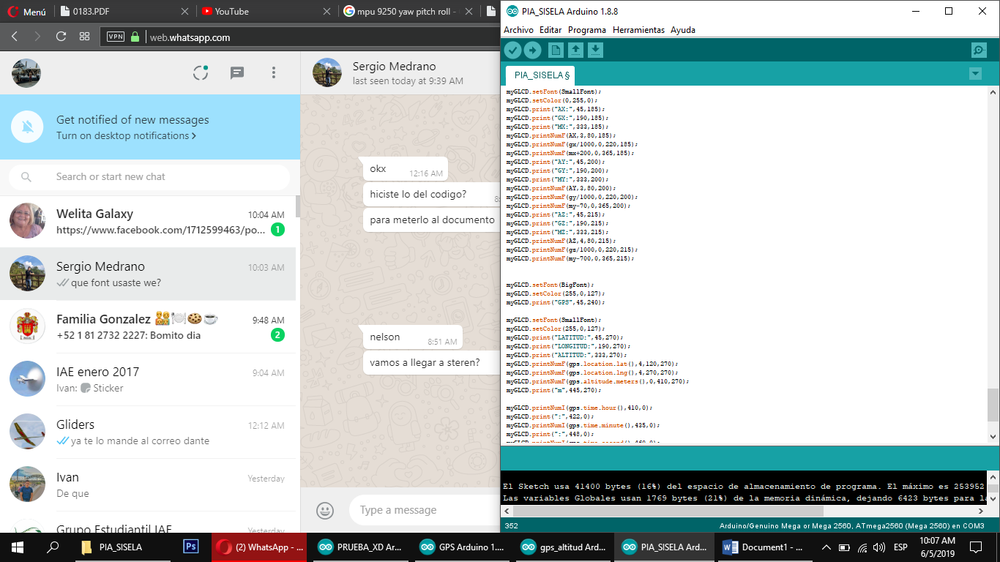 Menú
0183.PDF
YouTube
mpu 9250 yaw pitch roll -
VPN
web.whatsapp.com
Sergio Medrano
last seen today at 9:39 AM
Get notified of new messages
Turn on desktop notifications >
Search or start new chat
Welita Galaxy 10:04 AM
https://www.facebook.com/1712599463/po... 1
Sergio Medrano 10:03 AM
que font usaste we?
Familia Gonzalez 9:48 AM
+52 1 81 2732 2227: Bomito dia 2
IAE enero 2017 9:04 AM
Ivan: Sticker
Gliders 12:12 AM
ya te lo mande al correo dante
Ivan Yesterday
De que
Grupo Estudiantil IAE Yesterday
okx 12:16 AM
hiciste lo del codigo?
para meterlo al documento
nelson 8:51 AM
vamos a llegar a steren?
Type a message
PIA_SISELA Arduino 1.8.8
Archivo Editar Programa Herramientas Ayuda
PIA_SISELA §
myGLCD.setFont(SmallFont);
myGLCD.setColor(0,255,0);
myGLCD.print("AX:",45,185);
myGLCD.print("GX:",190,185);
myGLCD.print("MX:",333,185);
myGLCD.printNumF(AX,3,80,185);
myGLCD.printNumF(gx/1000,0,220,185);
myGLCD.printNumF(mx+200,0,365,185);
myGLCD.print("AY:",45,200);
myGLCD.print("GY:",190,200);
myGLCD.print("MY:",333,200);
myGLCD.printNumF(AY,3,80,200);
myGLCD.printNumF(gy/1000,0,220,200);
myGLCD.printNumF(my-70,0,365,200);
myGLCD.print("AZ:",45,215);
myGLCD.print("GZ:",190,215);
myGLCD.print("MZ:",333,215);
myGLCD.printNumF(AZ,4,80,215);
myGLCD.printNumF(gz/1000,0,220,215);
myGLCD.printNumF(my-700,0,365,215);
myGLCD.setFont(BigFont);
myGLCD.setColor(255,0,127);
myGLCD.print("GPS",45,240);
myGLCD.setFont(SmallFont);
myGLCD.setColor(255,0,127);
myGLCD.print("LATITUD:",45,270);
myGLCD.print("LONGITUD:",190,270);
myGLCD.print("ALTITUD:",333,270);
myGLCD.printNumF(gps.location.lat(),4,120,270);
myGLCD.printNumF(gps.location.lng(),4,270,270);
myGLCD.printNumF(gps.altitude.meters(),0,410,270);
myGLCD.print("m",445,270);
myGLCD.printNumI(gps.time.hour(),410,0);
myGLCD.print(":",422,0);
myGLCD.printNumI(gps.time.minute(),435,0);
myGLCD.print(":",448,0);
myGLCD.printNumI(gps.time.second(),460,0);
El Sketch usa 41400 bytes (16%) del espacio de almacenamiento de programa. El máximo es 253952
Las variables Globales usan 1769 bytes (21%) de la memoria dinámica, dejando 6423 bytes para la
352 Arduino/Genuino Mega or Mega 2560, ATmega2560 (Mega 2560) en COM3
PIA_SISELA
Ps
(2) WhatsApp - ...
PRUEBA_XD Ar...
GPS Arduino 1....
gps_altitud Ard...
PIA_SISELA Ard...
Document1 - ...
ESP
10:07 AM
6/5/2019